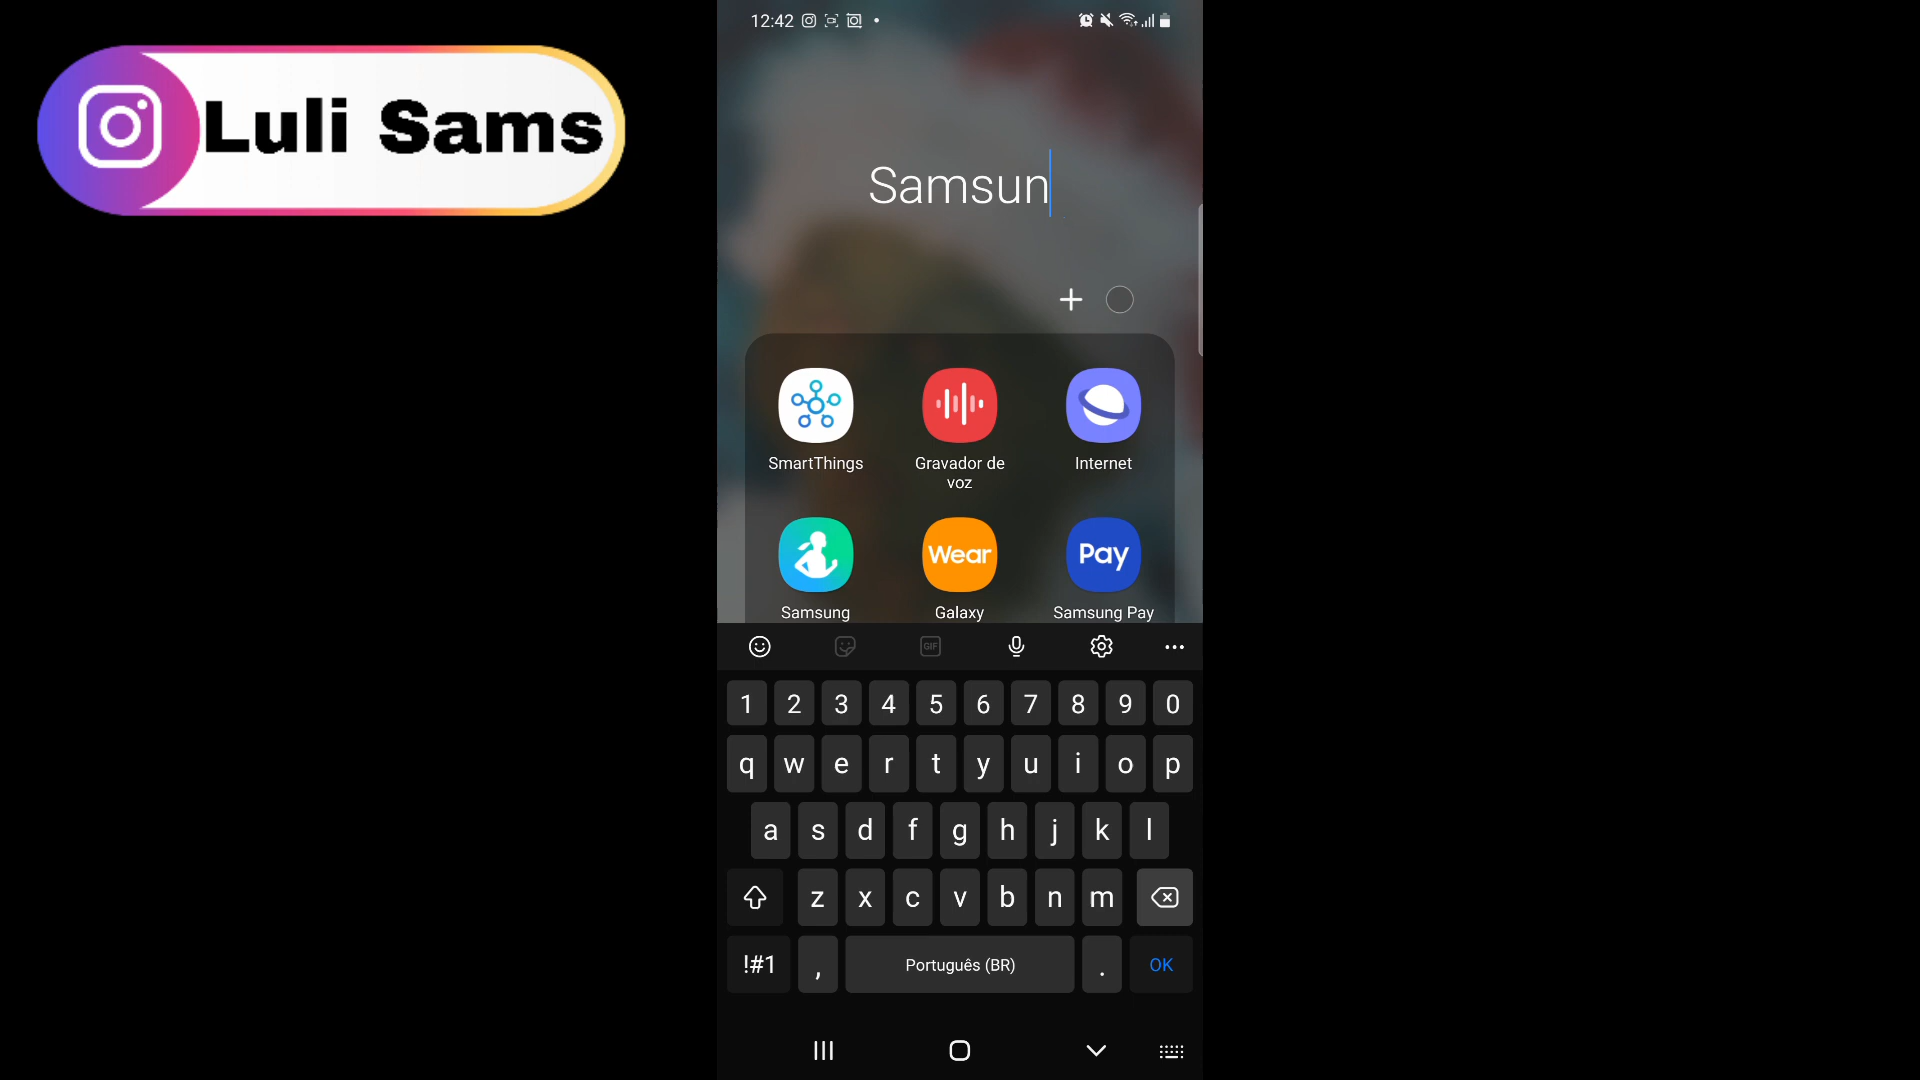 12:42
Luli Sams
Samsun
SmartThings
Gravador de
voz
Internet
Wear
Pay
Samsung
Galaxy
Samsung Pay
GIF
1 2 3 4 5 6 7 8 9 0
q w e r t y u i o p
a s d f g h j k l
z x c v b n m
!#1 , Português (BR) . OK